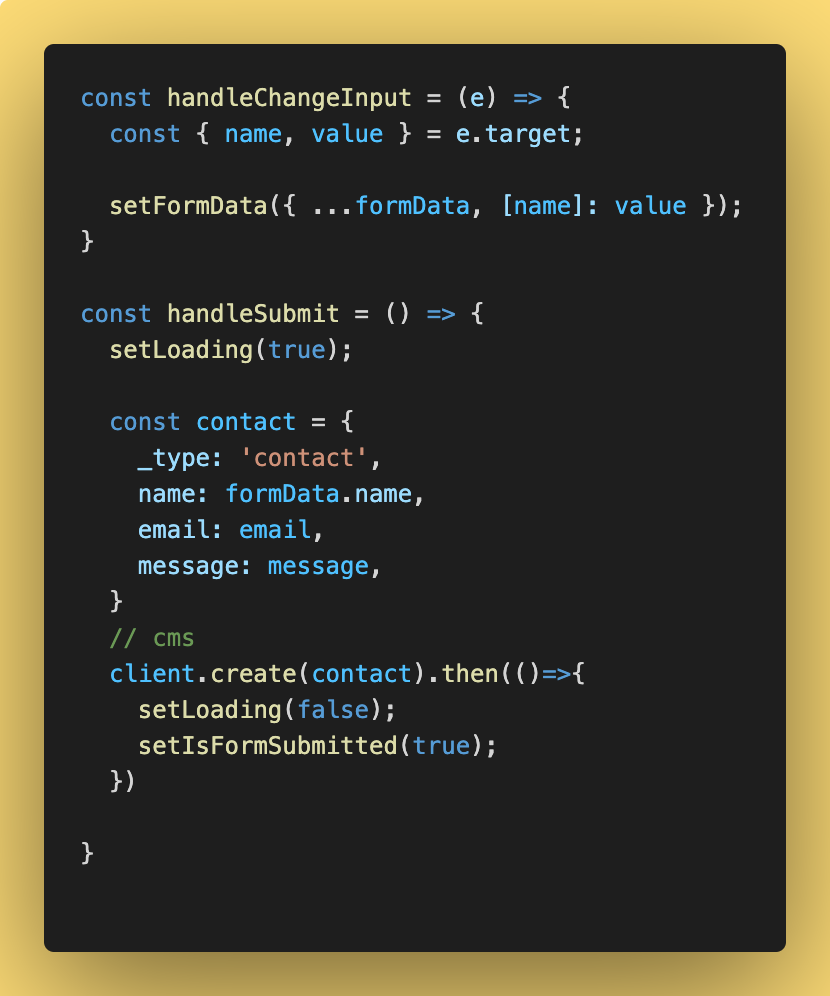 const handleChangeInput = (e) => {
  const { name, value } = e.target;

  setFormData({ ...formData, [name]: value });
}

const handleSubmit = () => {
  setLoading(true);

  const contact = {
    _type: 'contact',
    name: formData.name,
    email: email,
    message: message,
  }
  // cms
  client.create(contact).then(()=>{
    setLoading(false);
    setIsFormSubmitted(true);
  })

}